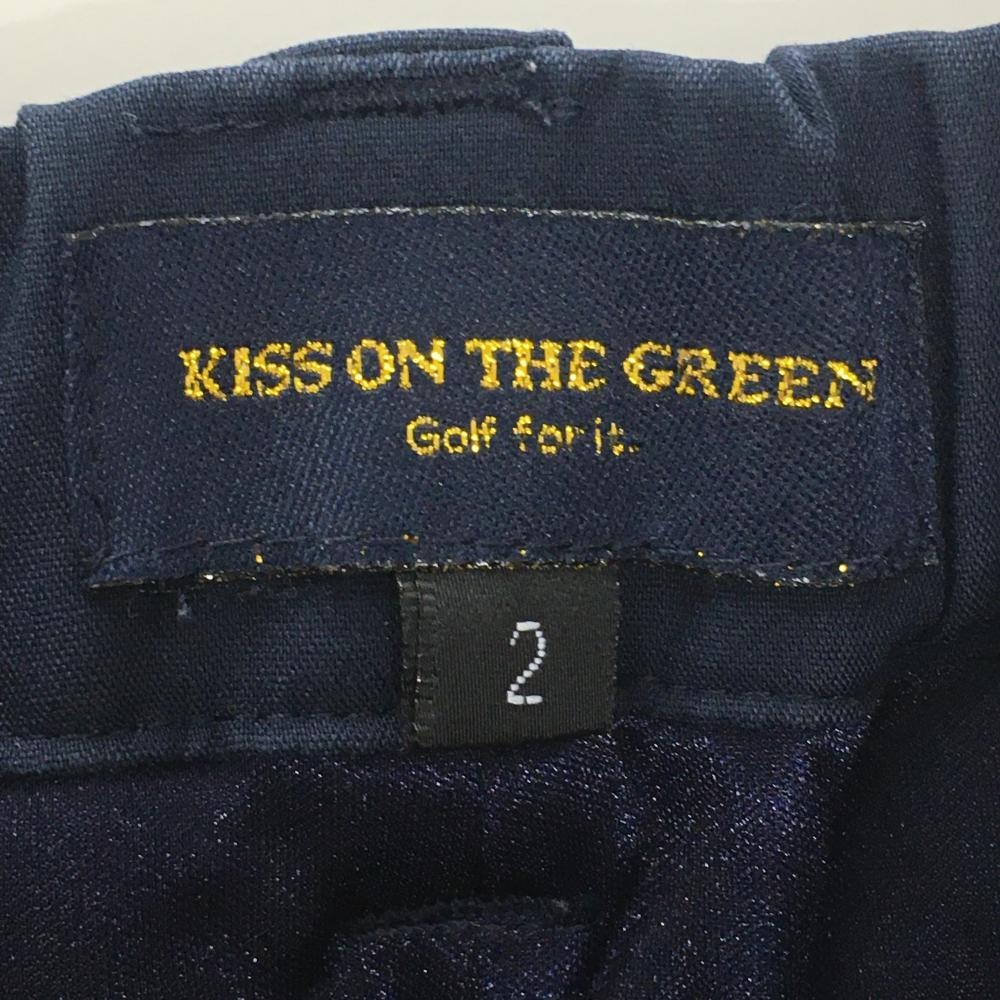 KISS ON THE GREEN
Golf for it.
2